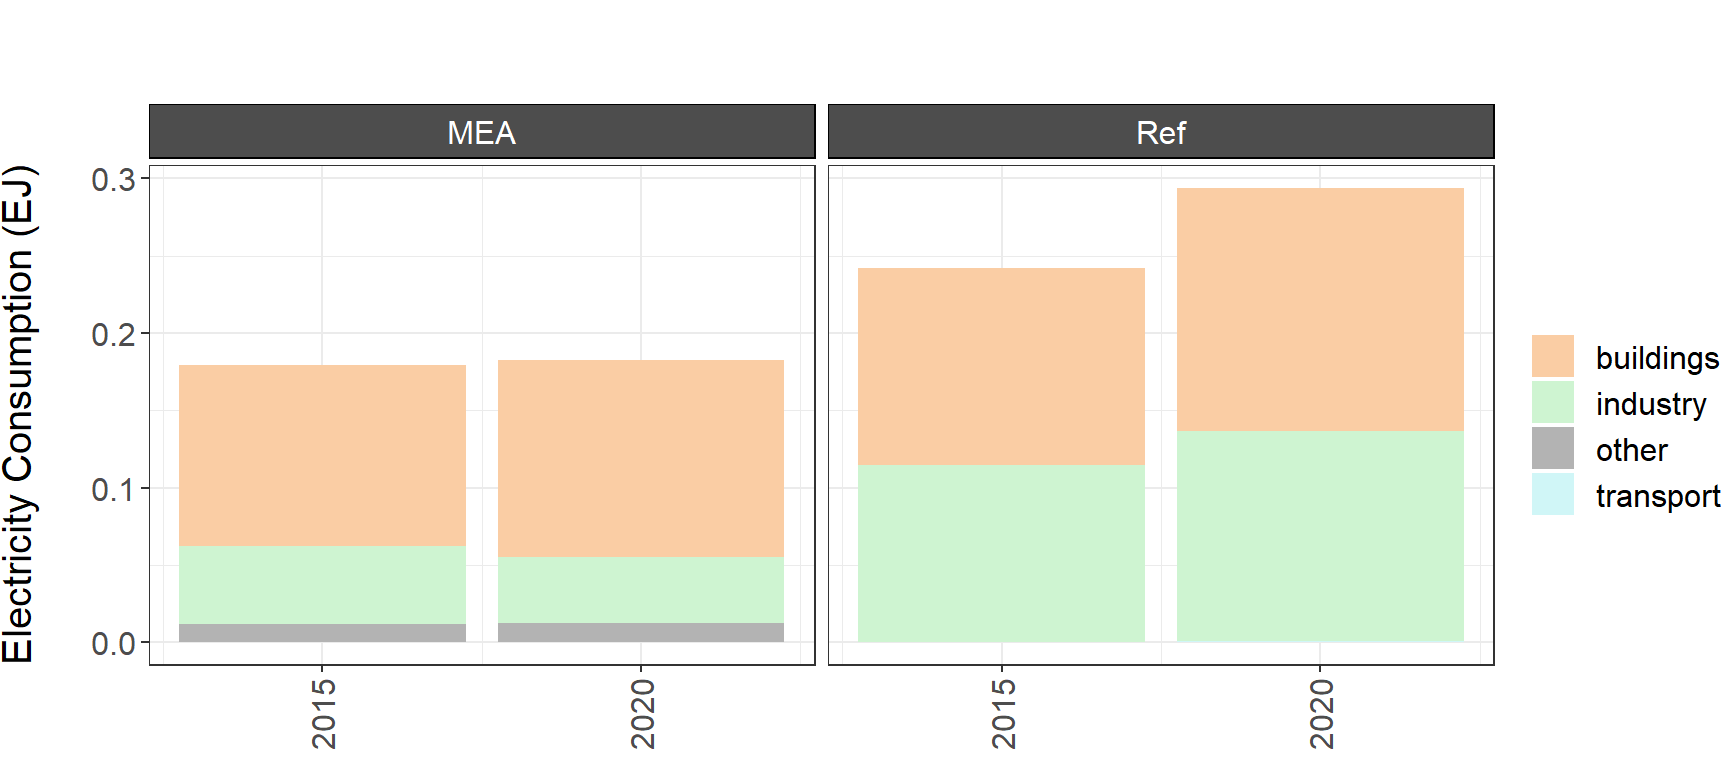 MEA
Ref
Electricity Consumption (EJ)
0.3
0.2
0.1
0.0
2015
2020
2015
2020
buildings
industry
other
transport